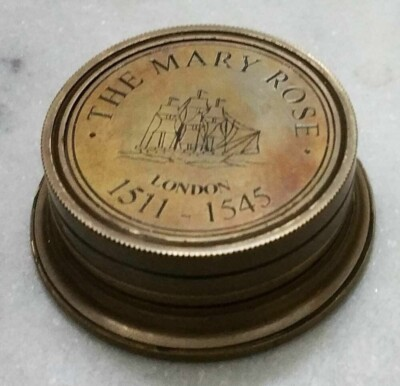 · THE MARY ROSE ·
LONDON
1511 - 1545